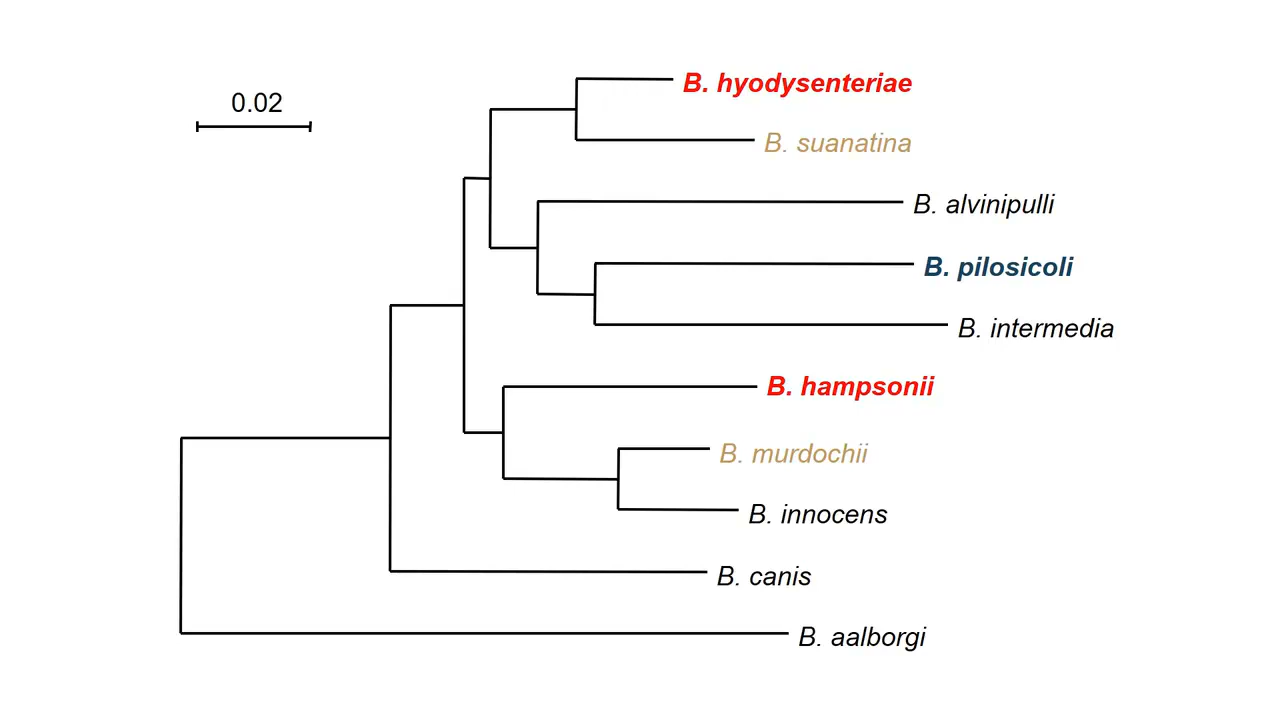 0.02
B. hyodysenteriae
B. suanatina
B. alvinipulli
B. pilosicoli
B. intermedia
B. hampsonii
B. murdochii
B. innocens
B. canis
B. aalborgi